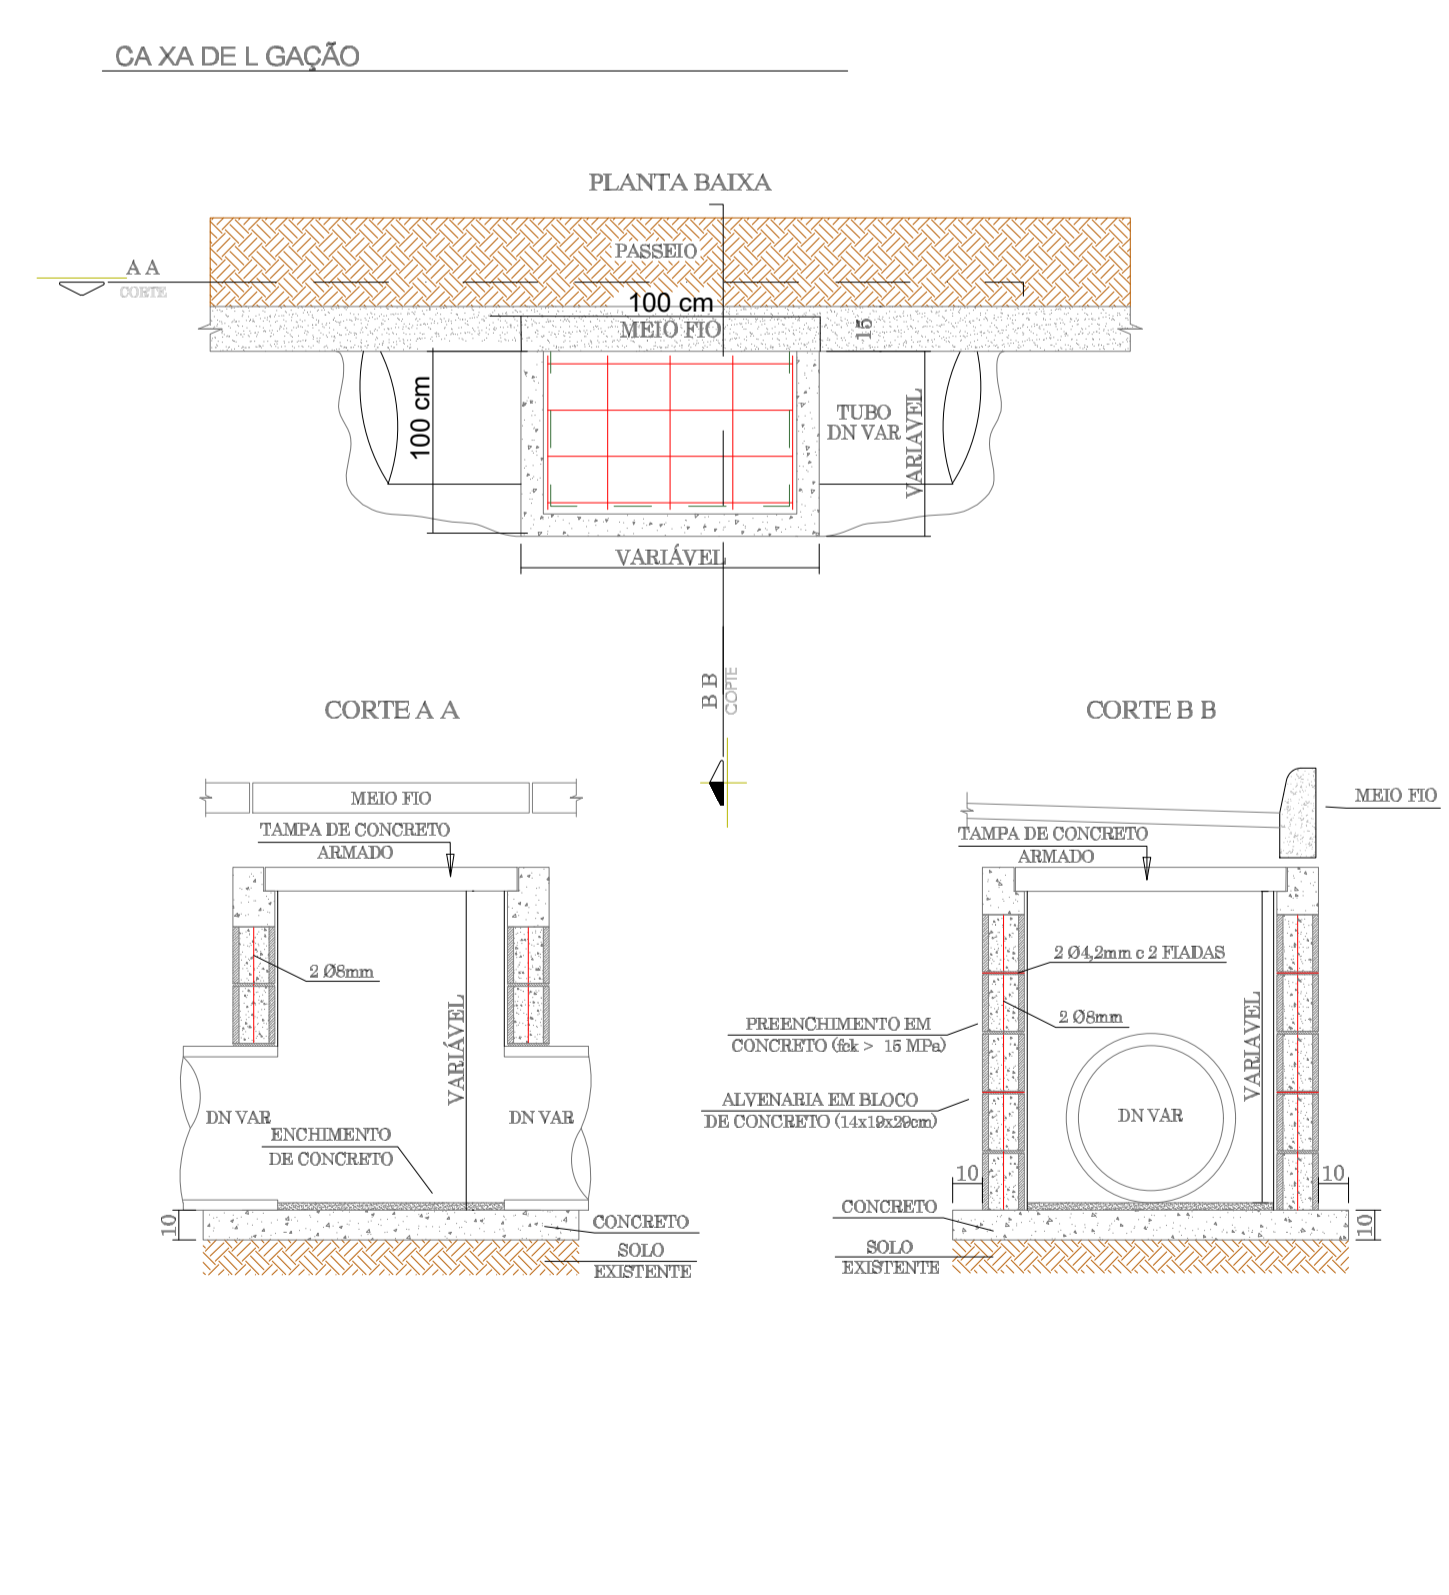 CA XA DE L GAÇÃO
PLANTA BAIXA
PASSEIO
A A
CORTE
100 cm
MEIO FIO
15
100 cm
TUBO
DN VAR
VARIAVEL
VARIÁVEL
B B
COPTE
CORTE A A
CORTE B B
MEIO FIO
TAMPA DE CONCRETO
ARMADO
2 Ø8mm
VARIÁVEL
DN VAR
DN VAR
ENCHIMENTO
DE CONCRETO
10
CONCRETO
SOLO
EXISTENTE
MEIO FIO
TAMPA DE CONCRETO
ARMADO
2 Ø4,2mm c 2 FIADAS
2 Ø8mm
PREENCHIMENTO EM
CONCRETO (fck > 15 MPa)
VARIAVEL
ALVENARIA EM BLOCO
DE CONCRETO (14x19x29cm)
DN VAR
10
10
CONCRETO
10
SOLO
EXISTENTE